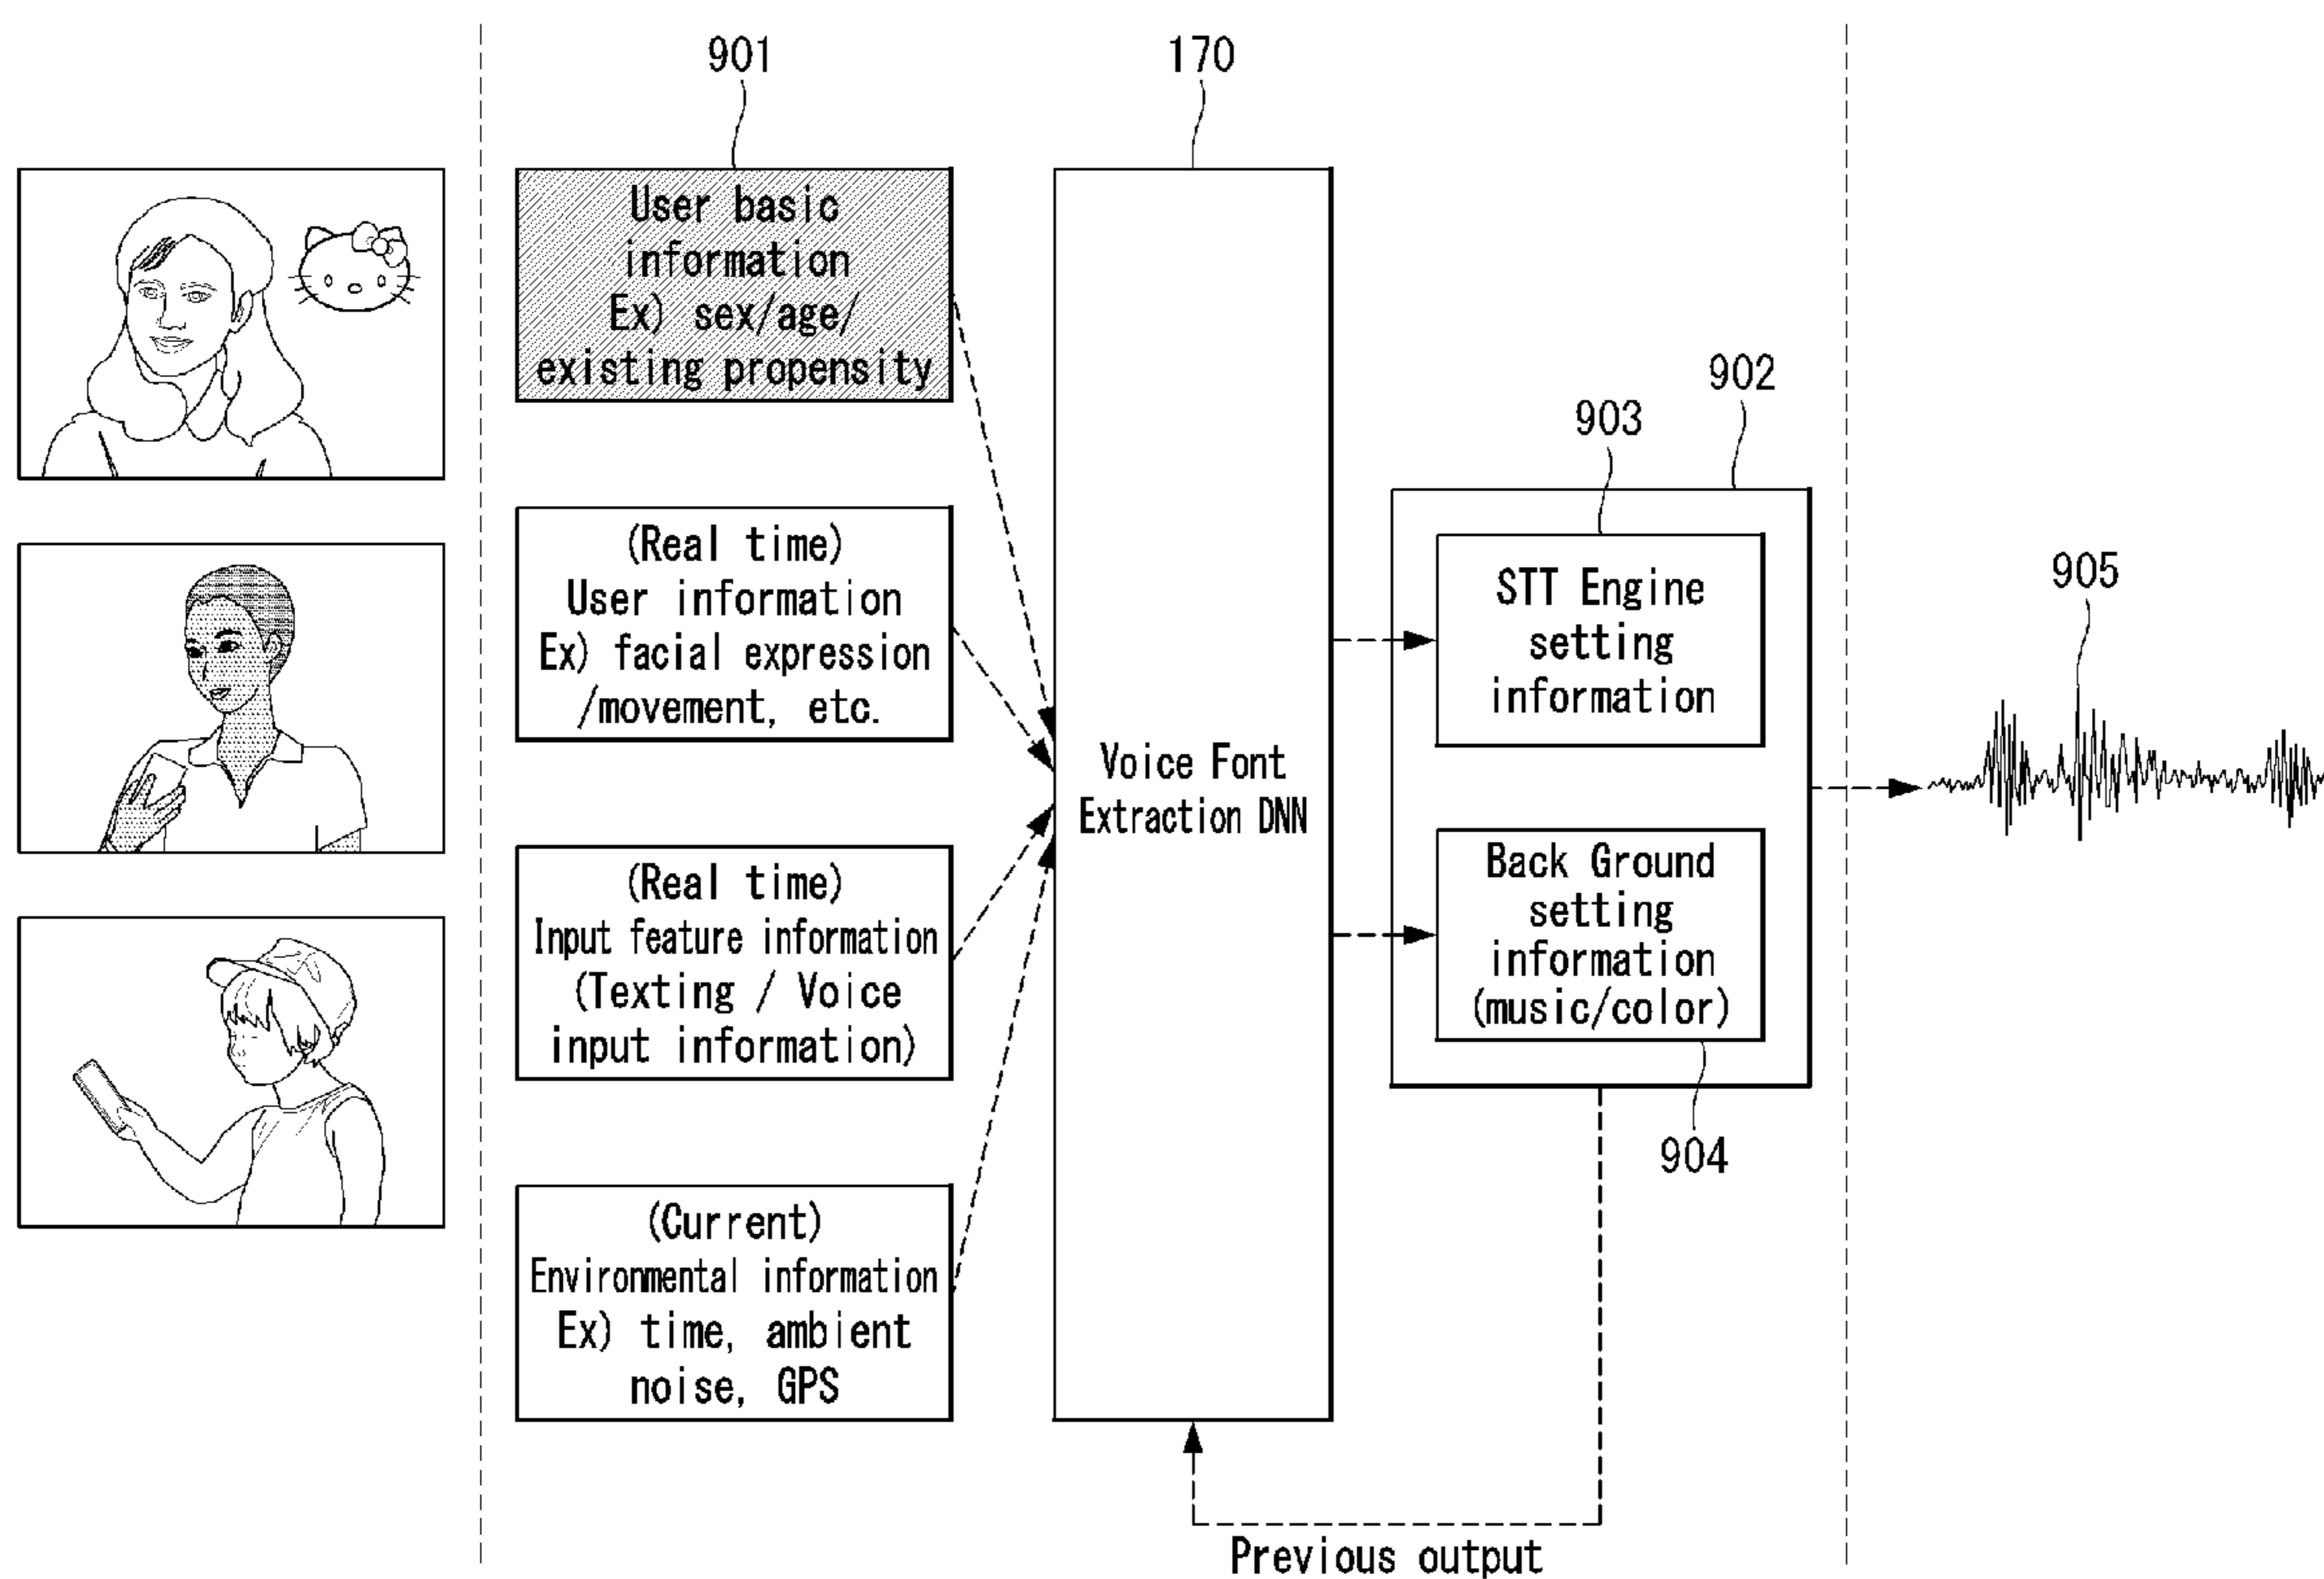 901
170
User basic
information
Ex) sex/age/
existing propensity
(Real time)
User information
Ex) facial expression
/movement, etc.
(Real time)
Input feature information
(Texting / Voice
input information)
(Current)
Environmental information
Ex) time, ambient
noise, GPS
Voice Font
Extraction DNN
902
903
STT Engine
setting
information
Back Ground
setting
information
(music/color)
904
905
Previous output